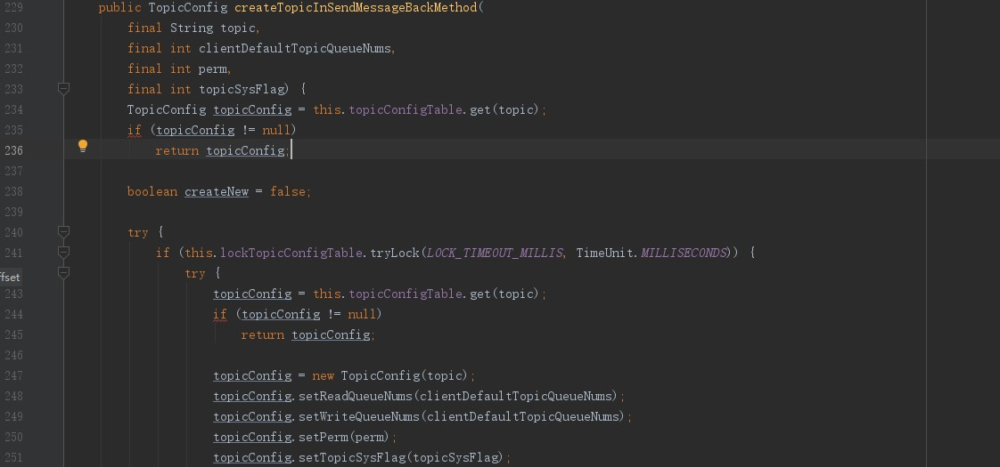 229 public TopicConfig createTopicInSendMessageBackMethod(
230 final String topic,
231 final int clientDefaultTopicQueueNums,
232 final int perm,
233 final int topicSysFlag) {
234 TopicConfig topicConfig = this.topicConfigTable.get(topic);
235 if (topicConfig != null)
236 return topicConfig;
237
238 boolean createNew = false;
239
240 try {
241 if (this.lockTopicConfigTable.tryLock(LOCK_TIMEOUT_MILLIS, TimeUnit.MILLISECONDS)) {
ffset try {
243 topicConfig = this.topicConfigTable.get(topic);
244 if (topicConfig != null)
245 return topicConfig;
246
247 topicConfig = new TopicConfig(topic);
248 topicConfig.setReadQueueNums(clientDefaultTopicQueueNums);
249 topicConfig.setWriteQueueNums(clientDefaultTopicQueueNums);
250 topicConfig.setPerm(perm);
251 topicConfig.setTopicSysFlag(topicSysFlag);